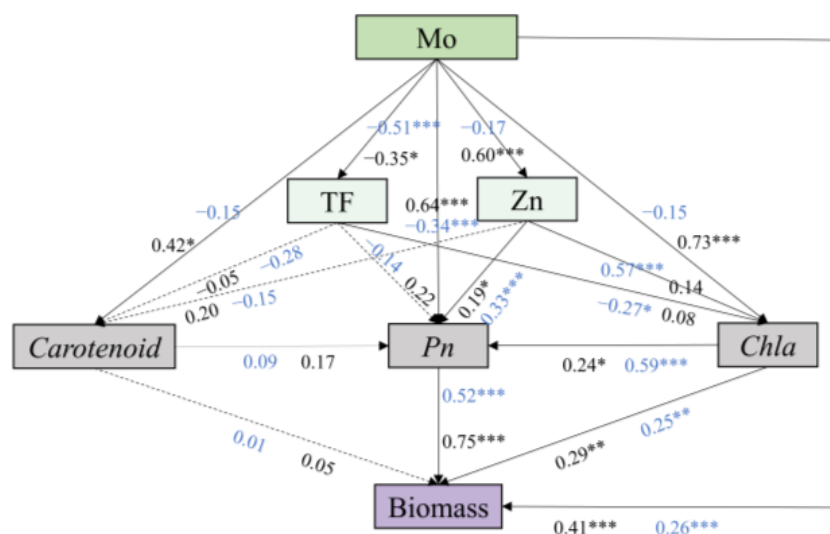 Mo
−0.51*** −0.17
−0.35* 0.60***
TF Zn
−0.15 0.64*** −0.15
−0.34***
0.42* 0.73***
−0.28 −0.14 0.57***
−0.05 0.22 0.19* 0.33*** 0.14
0.20 −0.15 −0.27* 0.08
Carotenoid Pn Chla
0.09 0.17 0.24* 0.59***
0.52***
0.01 0.25**
0.05 0.75*** 0.29**
Biomass
0.41*** 0.26***